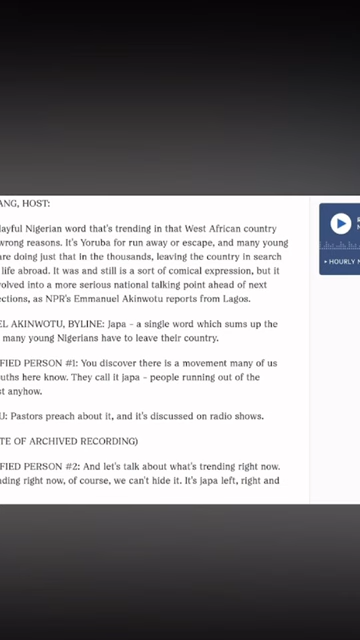 ANG, HOST:
layful Nigerian word that's trending in that West African country
wrong reasons. It's Yoruba for run away or escape, and many young
are doing just that in the thousands, leaving the country in search
life abroad. It was and still is a sort of comical expression, but it
volved into a more serious national talking point ahead of next
ections, as NPR's Emmanuel Akinwotu reports from Lagos.
EL AKINWOTU, BYLINE: Japa - a single word which sums up the
many young Nigerians have to leave their country.
FIED PERSON #1: You discover there is a movement many of us
uths here know. They call it japa - people running out of the
st anyhow.
U: Pastors preach about it, and it's discussed on radio shows.
TE OF ARCHIVED RECORDING)
FIED PERSON #2: And let's talk about what's trending right now.
nding right now, of course, we can't hide it. It's japa left, right and
HOURLY N